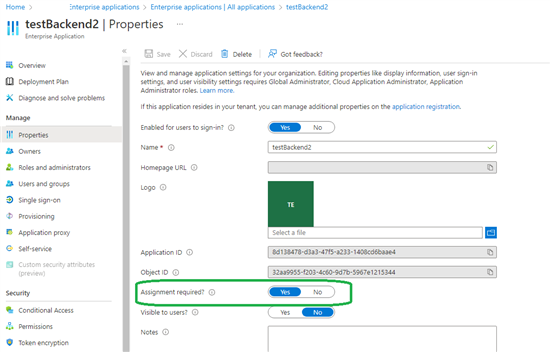 Home > Enterprise applications > Enterprise applications | All applications > testBackend2
testBackend2 | Properties ...
Enterprise Application
«
Save Discard Delete Got feedback?
Overview
Deployment Plan
Diagnose and solve problems
Manage
Properties
Owners
Roles and administrators
Users and groups
Single sign-on
Provisioning
Application proxy
Self-service
Custom security attributes
(preview)
Security
Conditional Access
Permissions
Token encryption
View and manage application settings for your organization. Editing properties like display information, user sign-in
settings, and user visibility settings requires Global Administrator, Cloud Application Administrator, Application
Administrator roles. Learn more.
If this application resides in your tenant, you can manage additional properties on the application registration.
Enabled for users to sign-in? Yes No
Name * testBackend2
Homepage URL
Logo
TE
Select a file
Application ID 8d138478-d3a3-47f5-a233-1408cd6baae4
Object ID 32aa9955-f203-4c60-9d7b-5967e1215344
Assignment required? Yes No
Visible to users? Yes No
Notes